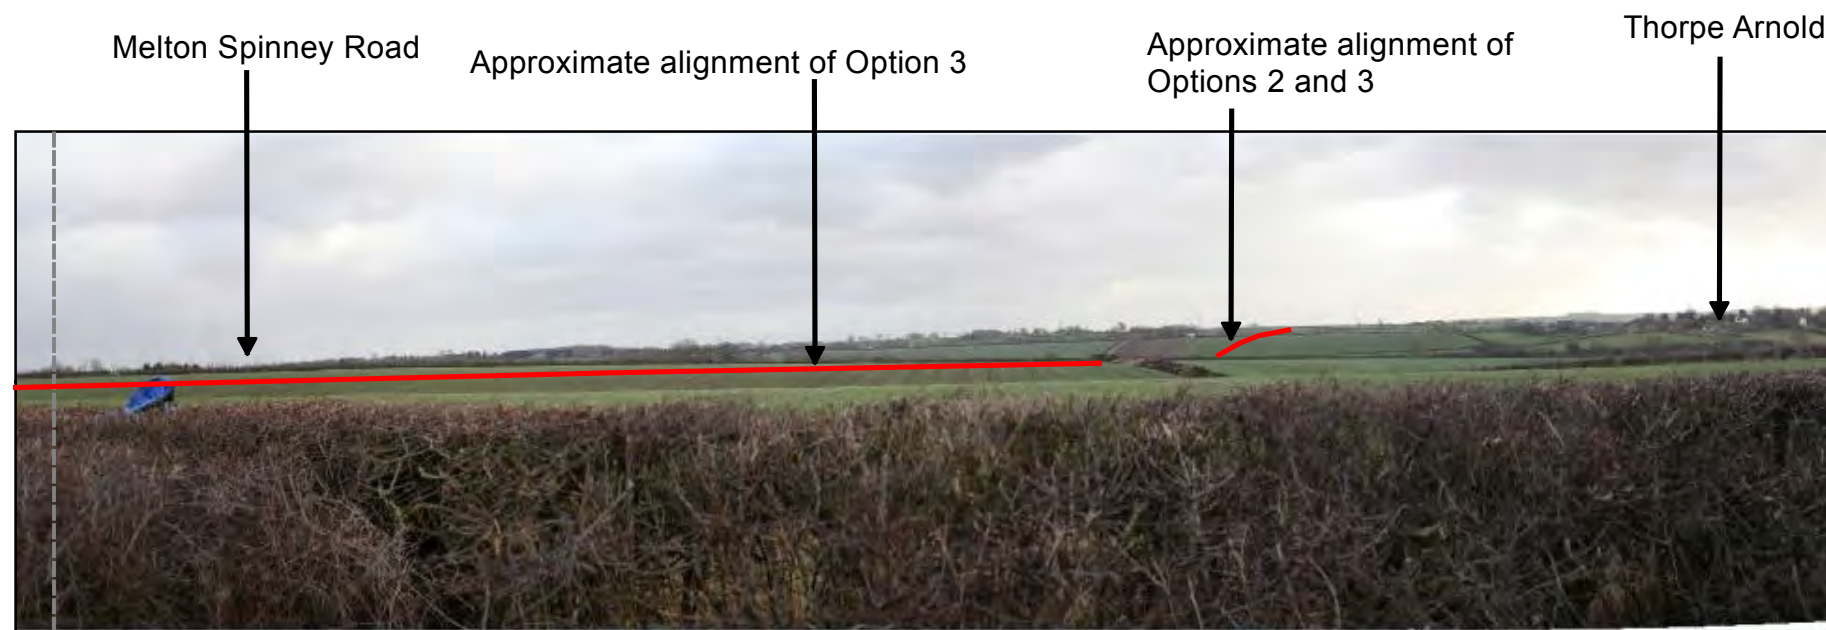 Melton Spinney Road
Approximate alignment of Option 3
Approximate alignment of
Options 2 and 3
Thorpe Arnold